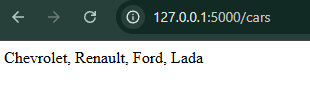 127.0.0.1:5000/cars
Chevrolet, Renault, Ford, Lada